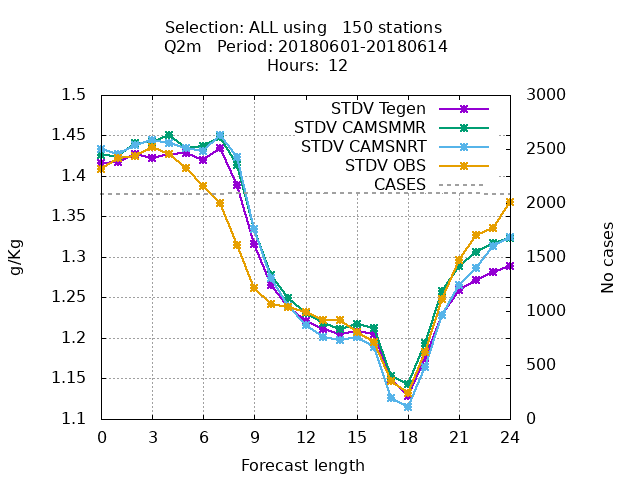 Selection: ALL using   150 stations
Q2m   Period: 20180601-20180614
Hours: 12
1.5
1.45
1.4
1.35
1.3
1.25
1.2
1.15
1.1
g/Kg
STDV Tegen
STDV CAMSMMR
STDV CAMSNRT
STDV OBS
CASES
3000
2500
2000
1500
1000
500
0
No cases
0 3 6 9 12 15 18 21 24
Forecast length